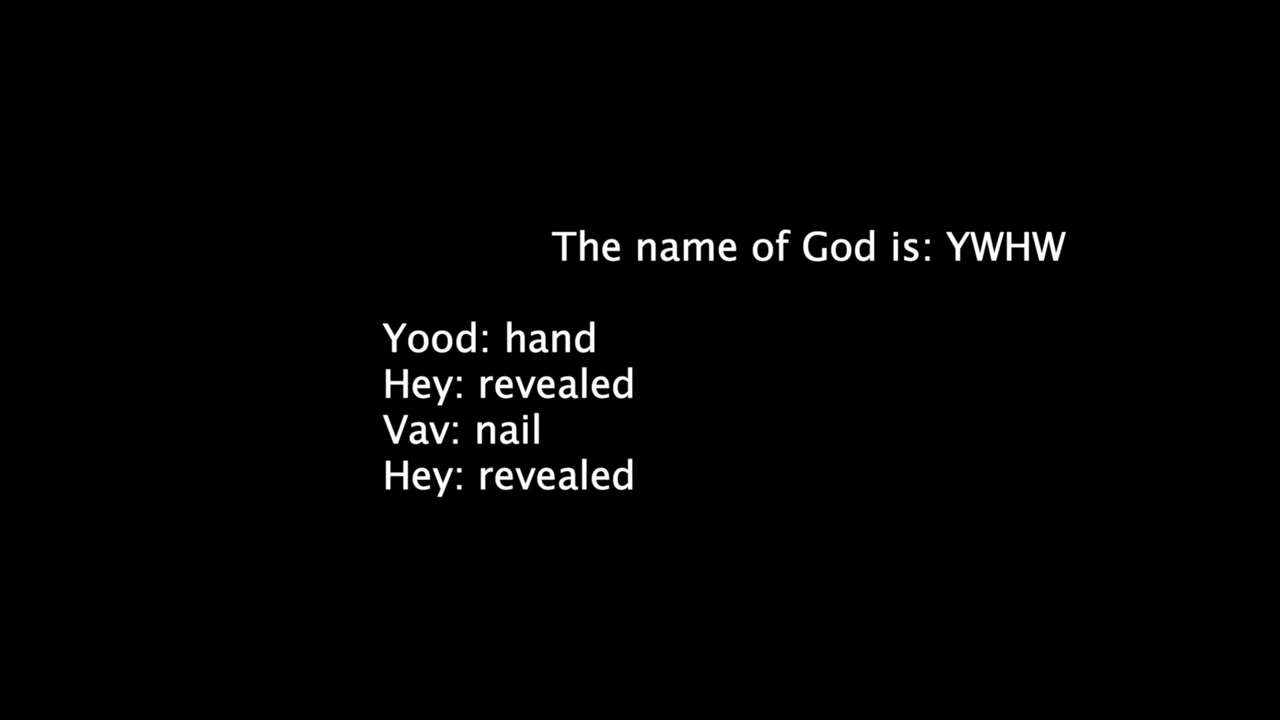 The name of God is: YWHW
Yood: hand
Hey: revealed
Vav: nail
Hey: revealed